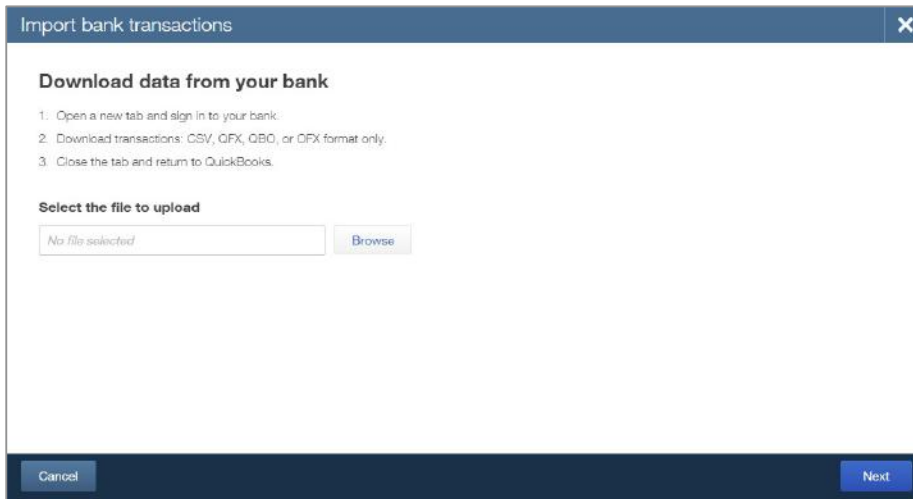 Import bank transactions
Download data from your bank
1. Open a new tab and sign in to your bank.
2. Download transactions: CSV, QFX, QBO, or OFX format only.
3. Close the tab and return to QuickBooks.
Select the file to upload
No file selected Browse
Cancel Next